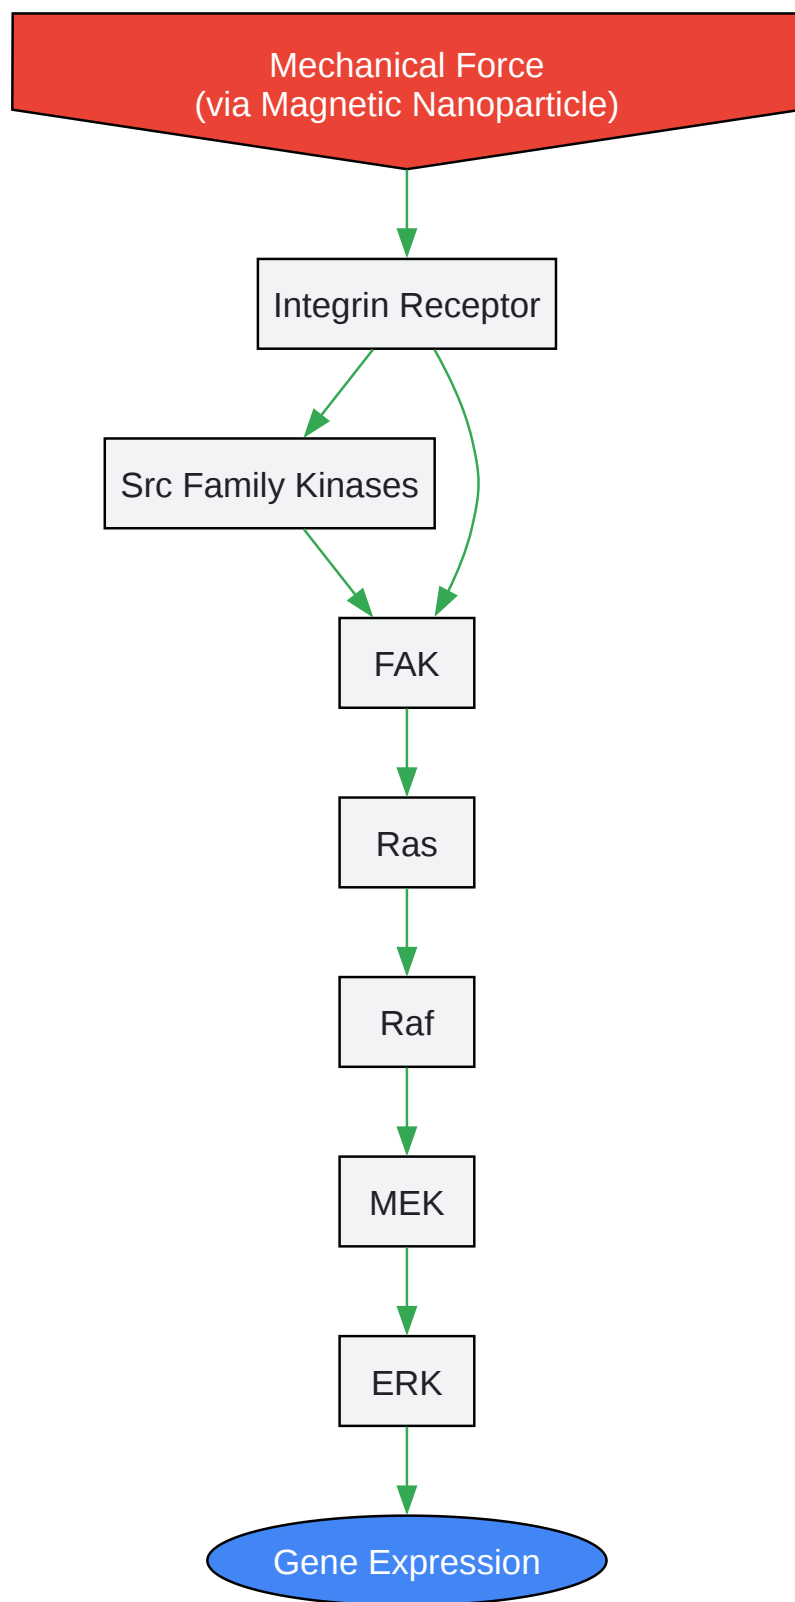 Mechanical Force
(via Magnetic Nanoparticle)
Integrin Receptor
Src Family Kinases
FAK
Ras
Raf
MEK
ERK
Gene Expression